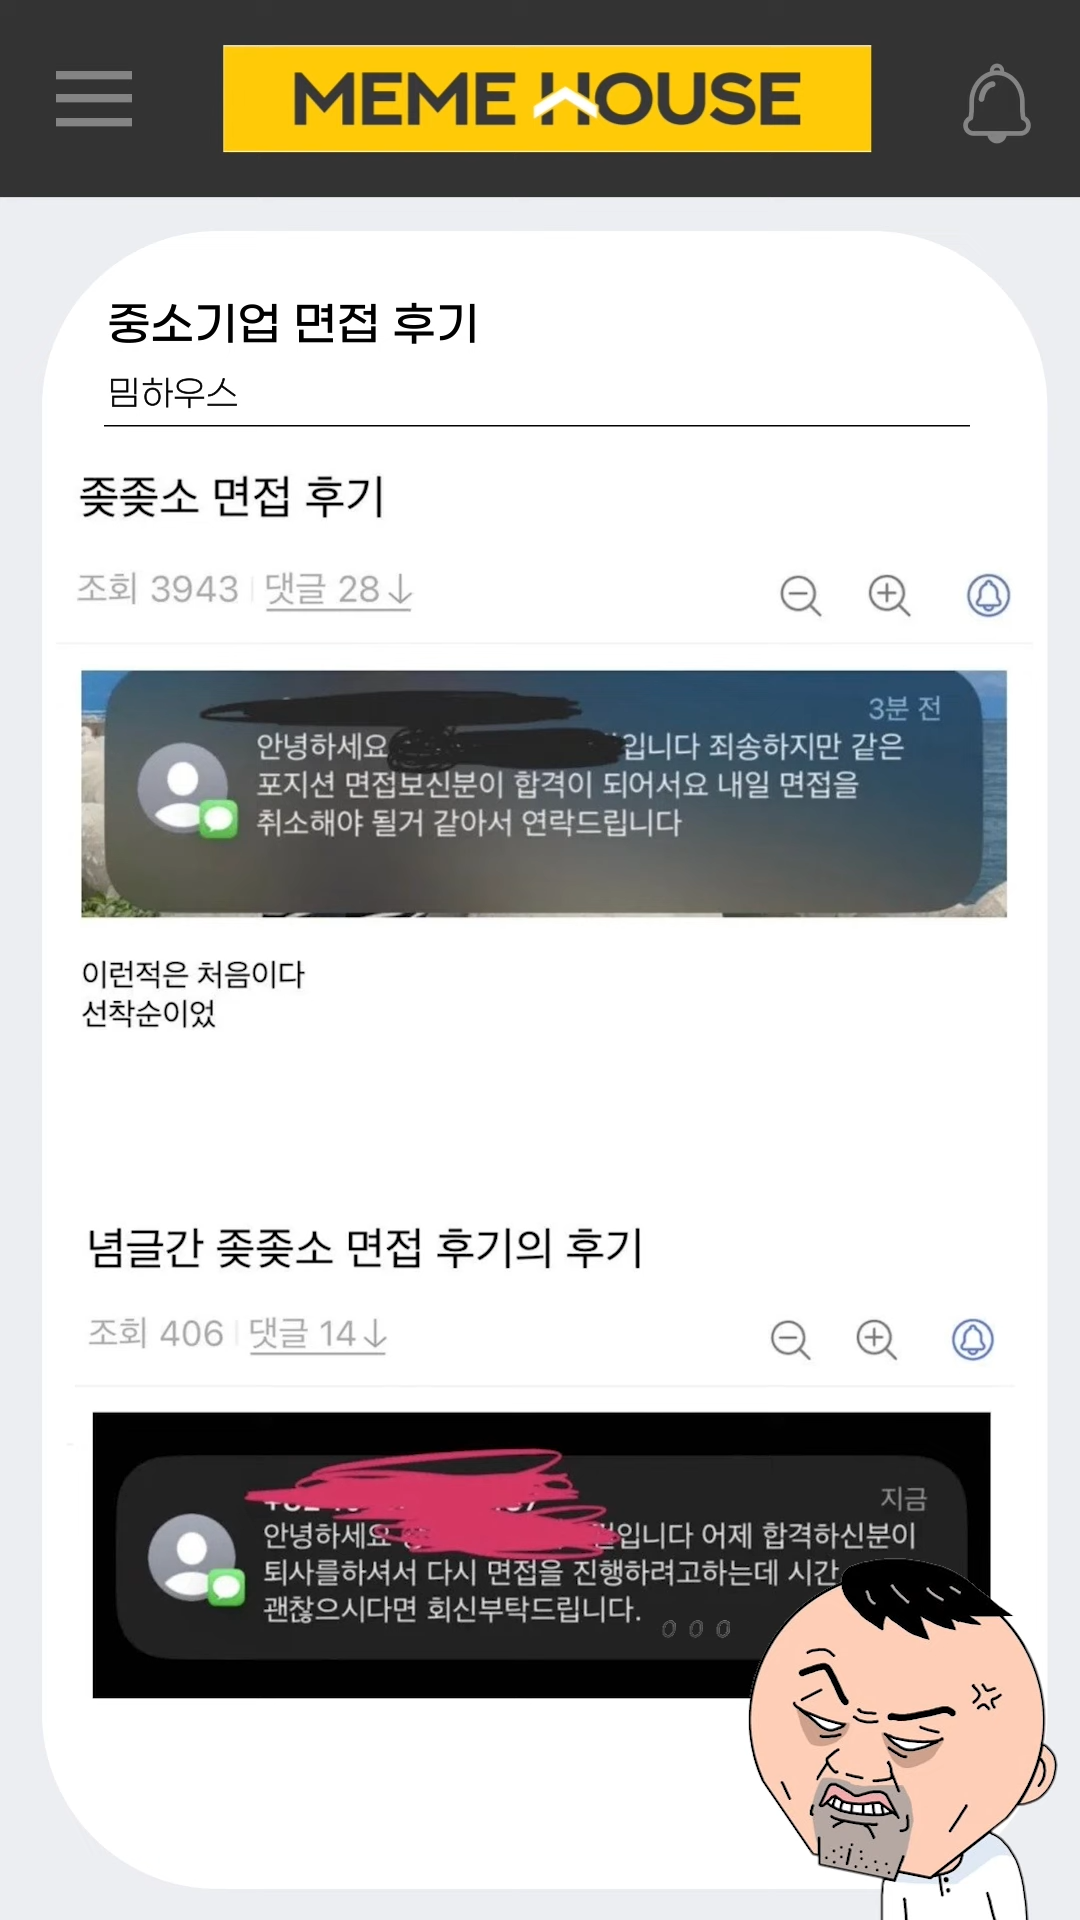 MEME HOUSE
중소기업 면접 후기
밈하우스
좆좆소 면접 후기
조회 3943 댓글 28↓
3분 전
안녕하세요 입니다 죄송하지만 같은
포지션 면접보신분이 합격이 되어서요 내일 면접을
취소해야 될거 같아서 연락드립니다
이런적은 처음이다
선착순이었
념글간 좆좆소 면접 후기의 후기
조회 406 댓글 14↓
지금
안녕하세요 입니다 어제 합격하신분이
퇴사를하셔서 다시 면접을 진행하려고하는데 시간
괜찮으시다면 회신부탁드립니다.